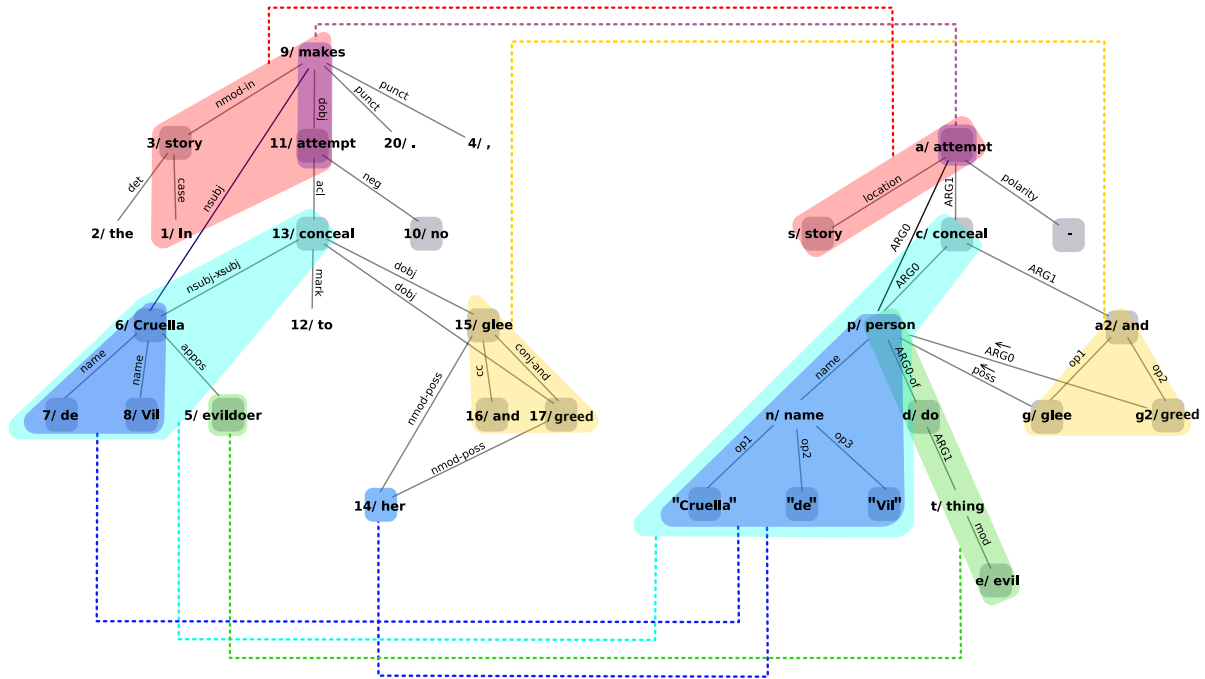 9/ makes
nmod-in
dobj
punct
punct
3/ story
11/ attempt
20/ .
4/ ,
a/ attempt
det
case
nsubj
acl
neg
location
ARG0
ARG1
polarity
2/ the
1/ In
13/ conceal
10/ no
s/ story
c/ conceal
-
nsubj-xsubj
mark
dobj
dobj
ARG0
ARG1
6/ Cruella
12/ to
15/ glee
p/ person
a2/ and
name
name
appos
cc
conj-and
name
ARG0-of
ARG0
poss
op1
op2
nmod-poss
7/ de
8/ Vil
5/ evildoer
16/ and
17/ greed
n/ name
d/ do
g/ glee
g2/ greed
nmod-poss
op1
op2
op3
ARG1
14/ her
"Cruella"
"de"
"Vil"
t/ thing
mod
e/ evil